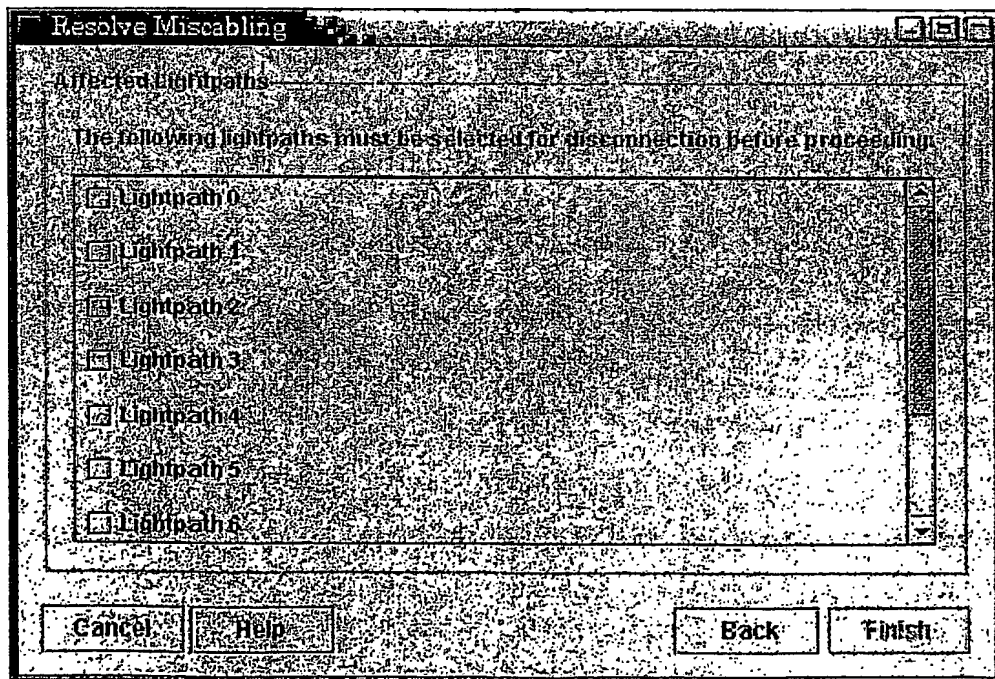 Resolve Miscabling
Affected Lightpaths
The following lightpaths must be selected for disconnection before proceeding:
Lightpath 0
Lightpath 1
Lightpath 2
Lightpath 3
Lightpath 4
Lightpath 5
Lightpath 6
Cancel
Help
Back
Finish